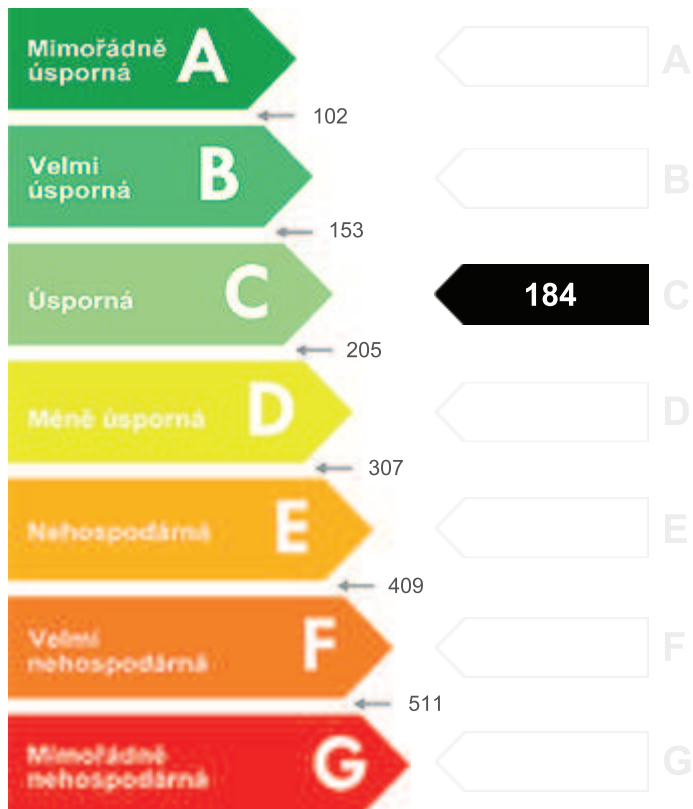 Mimořádně
úsporná
A
A
102
Velmi
úsporná
B
B
153
Úsporná
C
184
C
205
Méně úsporná
D
D
307
Nehospodárná
E
E
409
Velmi
nehospodárná
F
F
511
Mimořádně
nehospodárná
G
G